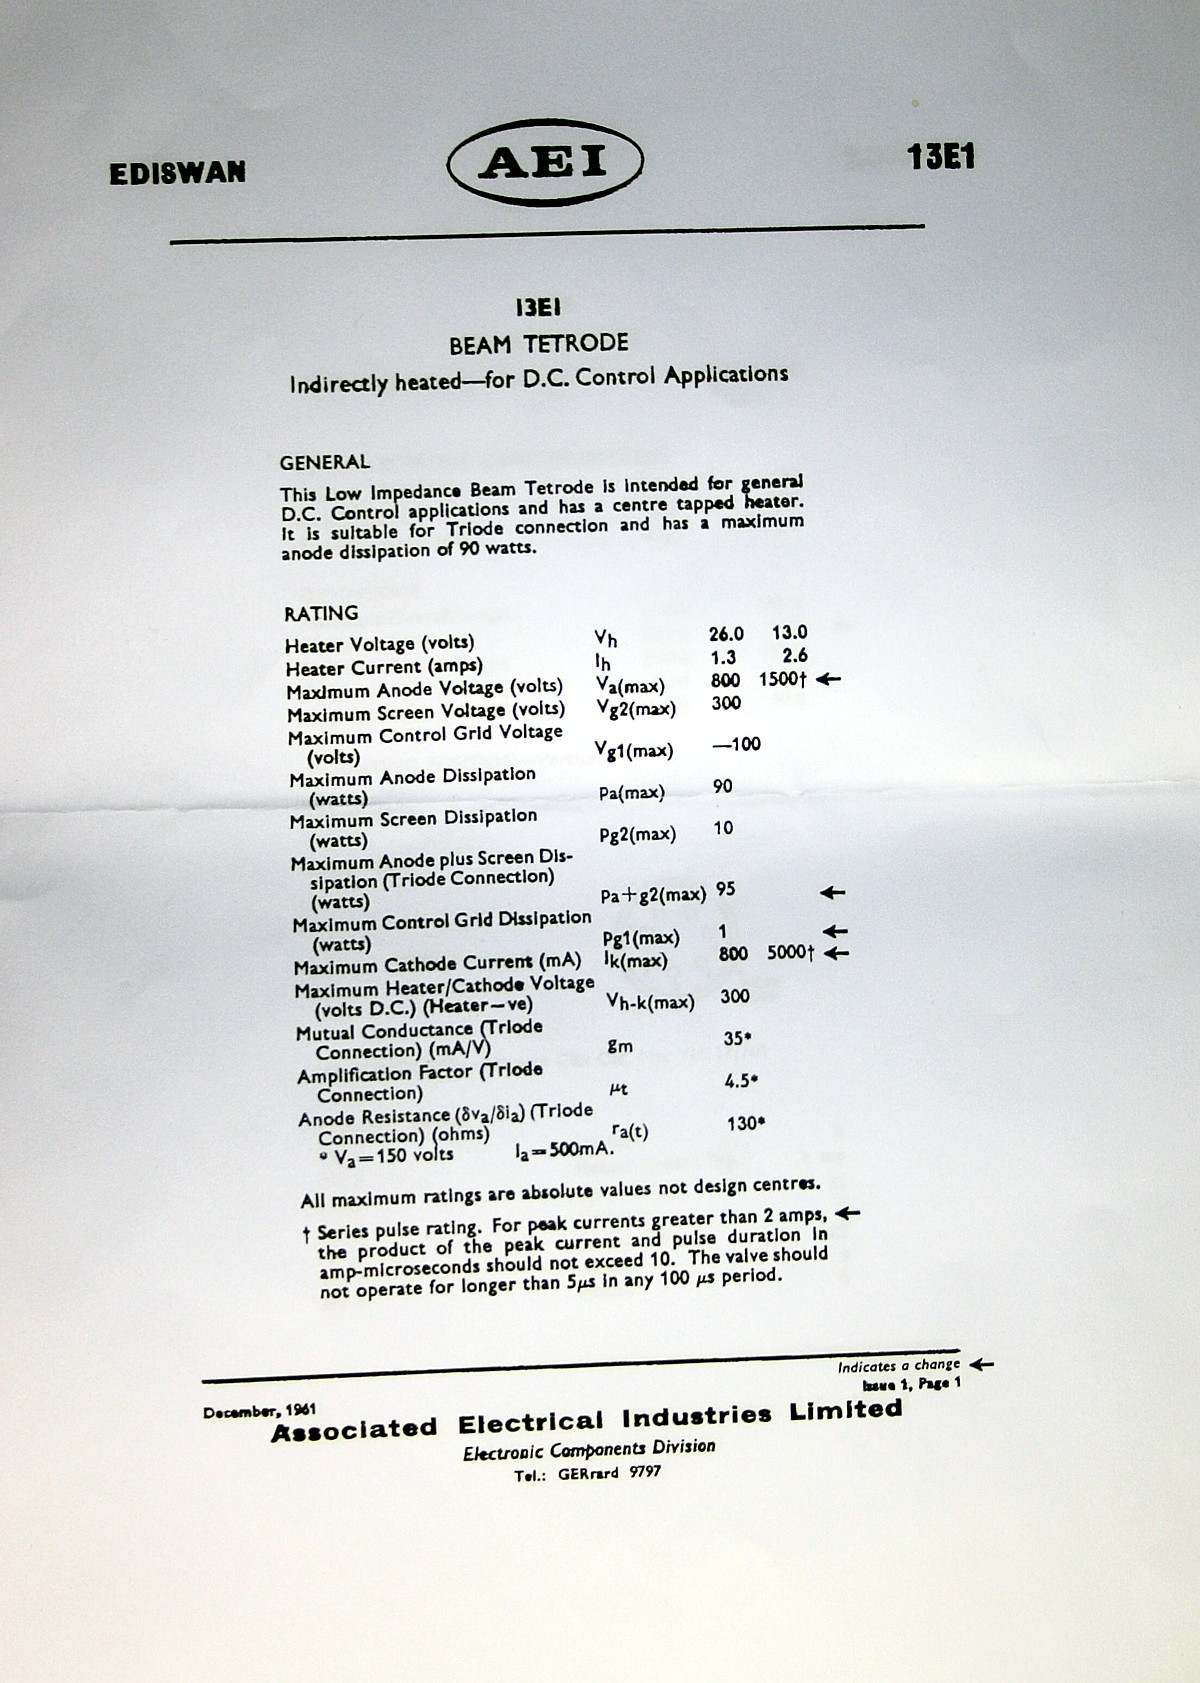 EDISWAN AEI 13E1
13E1
BEAM TETRODE
Indirectly heated—for D.C. Control Applications
GENERAL
This Low Impedance Beam Tetrode is intended for general
D.C. Control applications and has a centre tapped heater.
It is suitable for Triode connection and has a maximum
anode dissipation of 90 watts.
RATING
Heater Voltage (volts) Vh 26.0 13.0
Heater Current (amps) Ih 1.3 2.6
Maximum Anode Voltage (volts) Va(max) 800 1500† ←
Maximum Screen Voltage (volts) Vg2(max) 300
Maximum Control Grid Voltage
(volts) Vg1(max) —100
Maximum Anode Dissipation
(watts) Pa(max) 90
Maximum Screen Dissipation
(watts) Pg2(max) 10
Maximum Anode plus Screen Dis-
sipation (Triode Connection)
(watts) Pa+g2(max) 95 ←
Maximum Control Grid Dissipation
(watts) Pg1(max) 1 ←
Maximum Cathode Current (mA) Ik(max) 800 5000† ←
Maximum Heater/Cathode Voltage
(volts D.C.) (Heater—ve) Vh-k(max) 300
Mutual Conductance (Triode
Connection) (mA/V) gm 35*
Amplification Factor (Triode
Connection) μt 4.5*
Anode Resistance (δva/δia) (Triode
Connection) (ohms) ra(t) 130*
* Va=150 volts Ia=500mA.
All maximum ratings are absolute values not design centres.
† Series pulse rating. For peak currents greater than 2 amps, ←
the product of the peak current and pulse duration in
amp-microseconds should not exceed 10. The valve should
not operate for longer than 5μs in any 100 μs period.
Indicates a change ←
Issue 1, Page 1
December, 1961
Associated Electrical Industries Limited
Electronic Components Division
Tel.: GERrard 9797